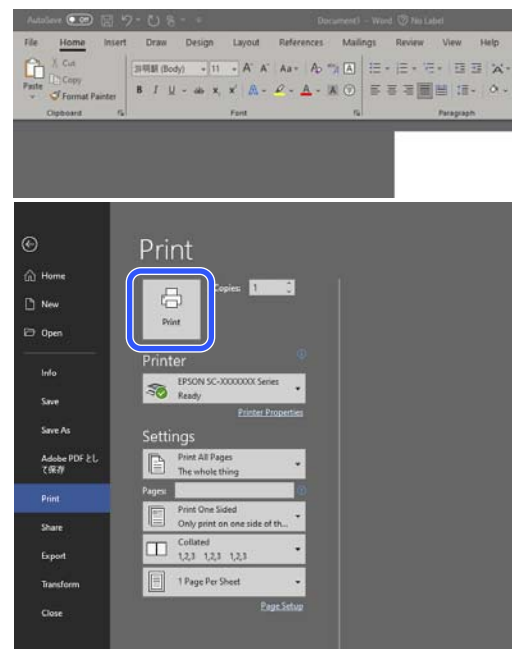 AutoSave Off Document1 - Word No Label
File Home Insert Draw Design Layout References Mailings Review View Help
Paste
Cut
Copy
Format Painter
(Body) 11 A A Aa
B I U ab x x A A A
Clipboard Font Paragraph
Print
Home
New
Open
Info
Save
Save As
Adobe PDF とし
て保存
Print
Share
Export
Transform
Close
Copies: 1
Print
Printer
EPSON SC-XXXXXXX Series
Ready
Printer Properties
Settings
Print All Pages
The whole thing
Pages:
Print One Sided
Only print on one side of th...
Collated
1,2,3 1,2,3 1,2,3
1 Page Per Sheet
Page Setup